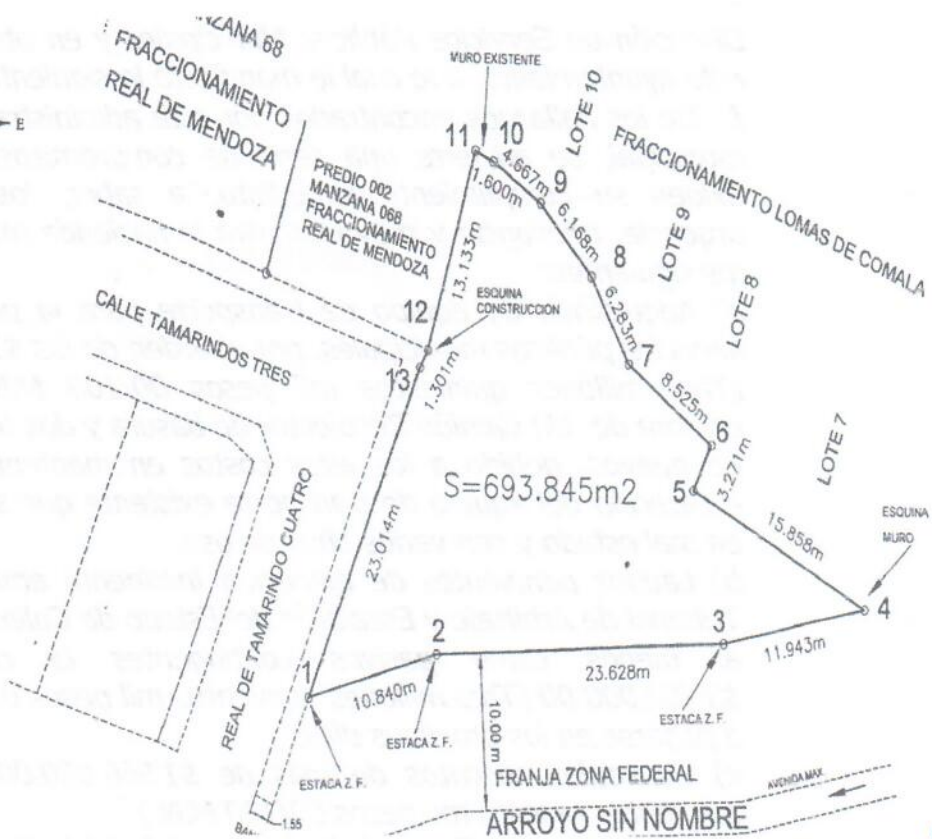 MANZANA 68
FRACCIONAMIENTO
REAL DE MENDOZA
E
MURO EXISTENTE
11
10
LOTE 10
FRACCIONAMIENTO LOMAS DE COMALA
1.600m
4.667m
9
PREDIO 002
MANZANA 068
FRACCIONAMIENTO
REAL DE MENDOZA
6.168m
8
LOTE 9
13.133m
6.283m
LOTE 8
12
ESQUINA
CONSTRUCCION
CALLE TAMARINDOS TRES
7
13
1.301m
8.525m
6
3.271m
LOTE 7
S=693.845m2
5
15.858m
ESQUINA
MURO
23.014m
REAL DE TAMARINDO CUATRO
4
2
3
11.943m
23.628m
1
10.840m
ESTACA Z. F.
ESTACA Z. F.
ESTACA Z. F.
10.00 m
FRANJA ZONA FEDERAL
AVENIDA MAX.
1.55
ARROYO SIN NOMBRE